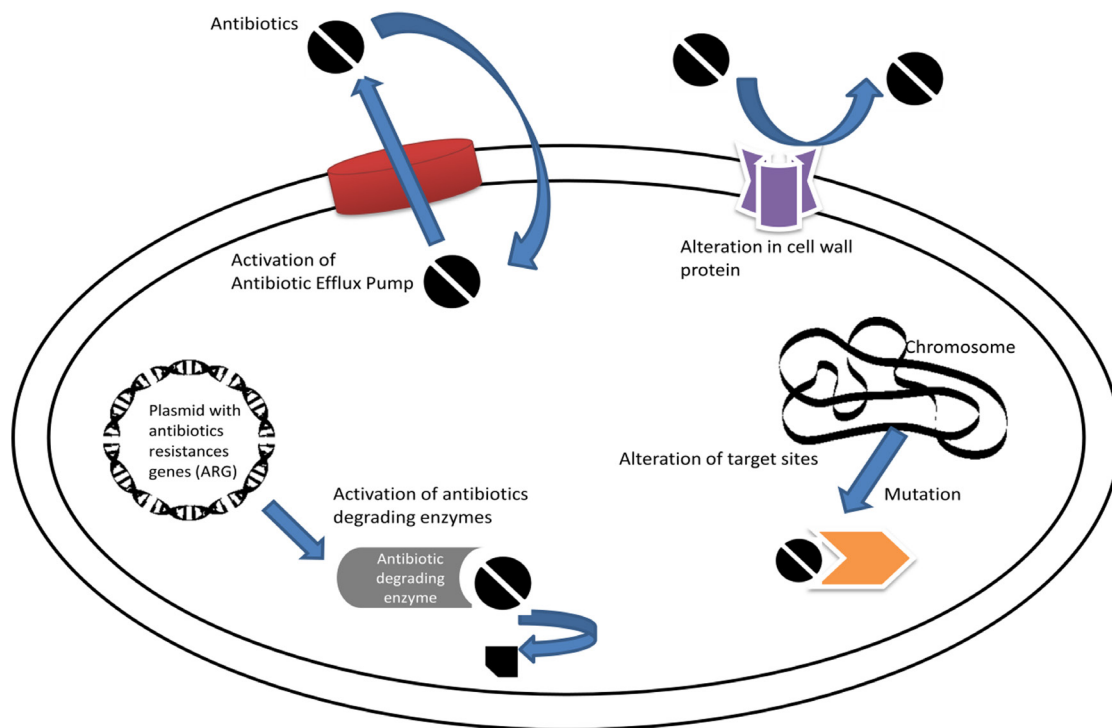 Antibiotics
Activation of
Antibiotic Efflux Pump
Alteration in cell wall
protein
Chromosome
Plasmid with
antibiotics
resistances
genes (ARG)
Alteration of target sites
Mutation
Activation of antibiotics
degrading enzymes
Antibiotic
degrading
enzyme